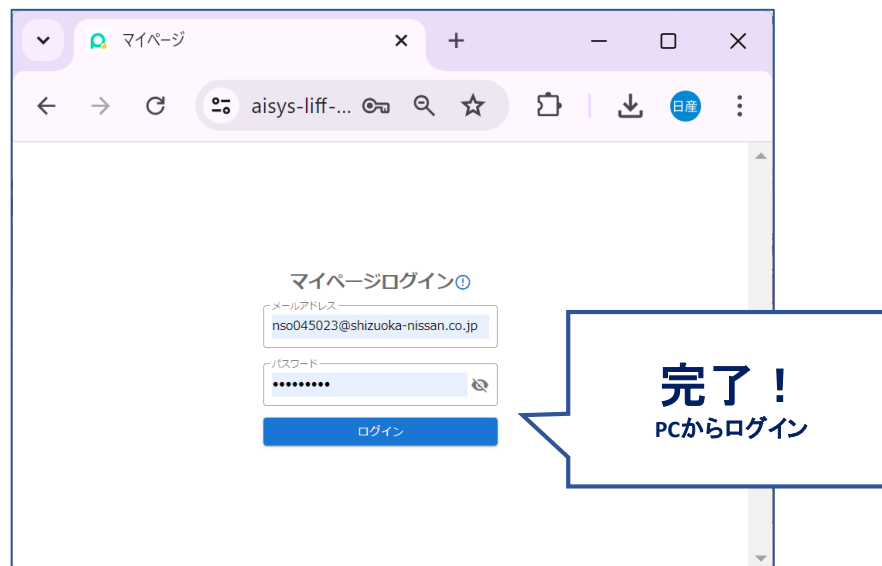 マイページ
aisys-liff-...
日産
マイページログイン
メールアドレス
nso045023@shizuoka-nissan.co.jp
パスワード
•••••••••
ログイン
完了！
PCからログイン